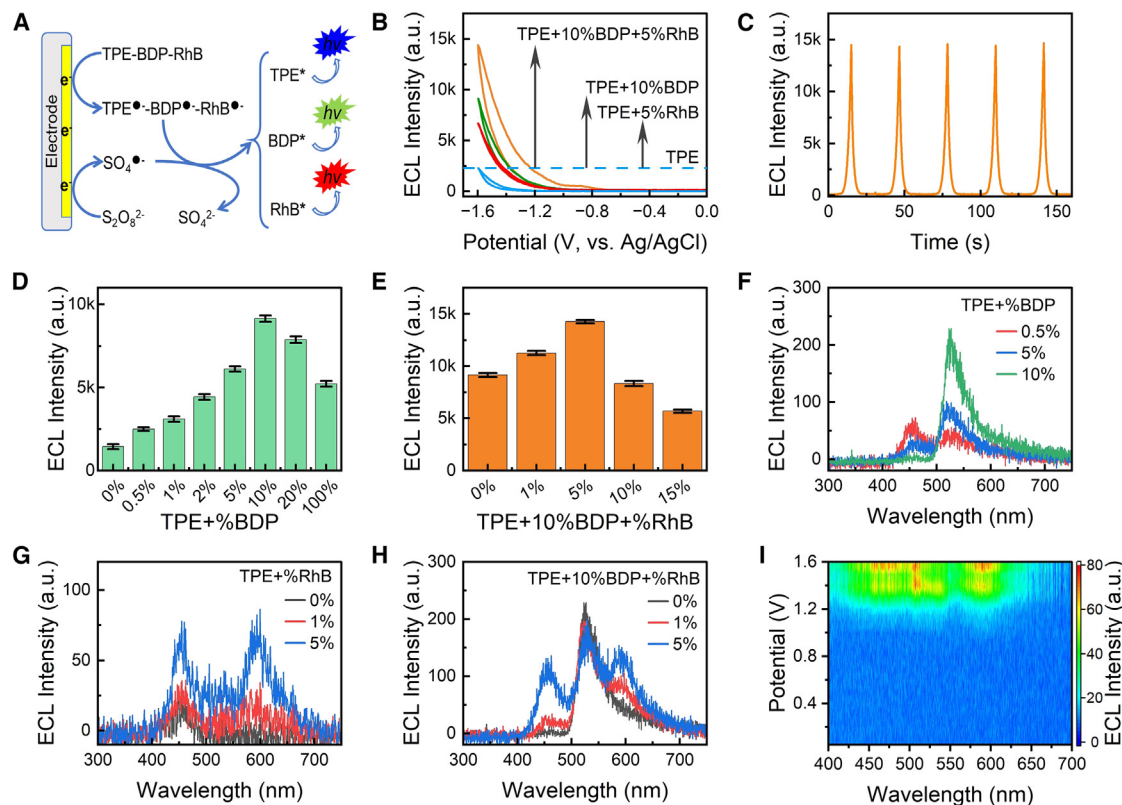 A
Electrode
e-
e-
e-
TPE-BDP-RhB
TPE●--BDP●--RhB●-
SO4●-
S2O8 2-
SO4 2-
TPE*
BDP*
RhB*
hv
hv
hv
B
ECL Intensity (a.u.)
15k
10k
5k
0
TPE+10%BDP+5%RhB
TPE+10%BDP
TPE+5%RhB
TPE
−1.6 −1.2 −0.8 −0.4 0.0
Potential (V, vs. Ag/AgCl)
C
ECL Intensity (a.u.)
15k
10k
5k
0
0 50 100 150
Time (s)
D
ECL Intensity (a.u.)
10k
5k
0
0% 0.5% 1% 2% 5% 10% 20% 100%
TPE+%BDP
E
ECL Intensity (a.u.)
15k
10k
5k
0
0% 1% 5% 10% 15%
TPE+10%BDP+%RhB
F
ECL Intensity (a.u.)
300
200
100
0
TPE+%BDP
0.5%
5%
10%
300 400 500 600 700
Wavelength (nm)
G
ECL Intensity (a.u.)
100
50
0
TPE+%RhB
0%
1%
5%
300 400 500 600 700
Wavelength (nm)
H
ECL Intensity (a.u.)
300
200
100
0
TPE+10%BDP+%RhB
0%
1%
5%
300 400 500 600 700
Wavelength (nm)
I
Potential (V)
1.6
1.2
0.8
0.4
400 450 500 550 600 650 700
Wavelength (nm)
80
60
40
20
0
ECL Intensity (a.u.)